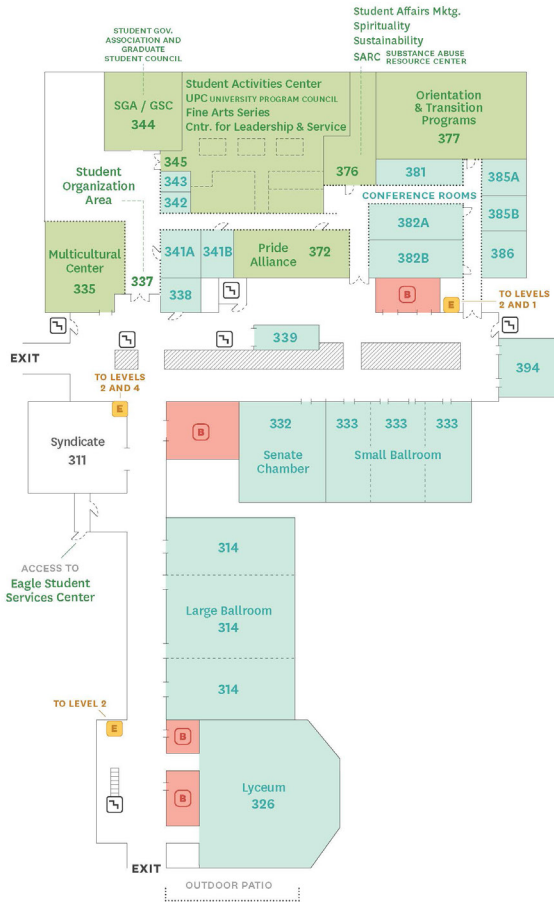 STUDENT GOV.
ASSOCIATION AND
GRADUATE
STUDENT COUNCIL
Student Affairs Mktg.
Spirituality
Sustainability
SARC SUBSTANCE ABUSE
RESOURCE CENTER
SGA / GSC
344
Student Activities Center
UPC UNIVERSITY PROGRAM COUNCIL
Fine Arts Series
Cntr. for Leadership & Service
Orientation
& Transition
Programs
377
345
343
342
376
381
385A
Student
Organization
Area
CONFERENCE ROOMS
382A
385B
382B
386
Multicultural
Center
335
337
341A
341B
Pride
Alliance
372
338
B
E
TO LEVELS
2 AND 1
339
EXIT
394
TO LEVELS
2 AND 4
E
Syndicate
311
B
332
Senate
Chamber
333
333
333
Small Ballroom
ACCESS TO
Eagle Student
Services Center
314
Large Ballroom
314
314
TO LEVEL 2
E
B
B
Lyceum
326
EXIT
OUTDOOR PATIO